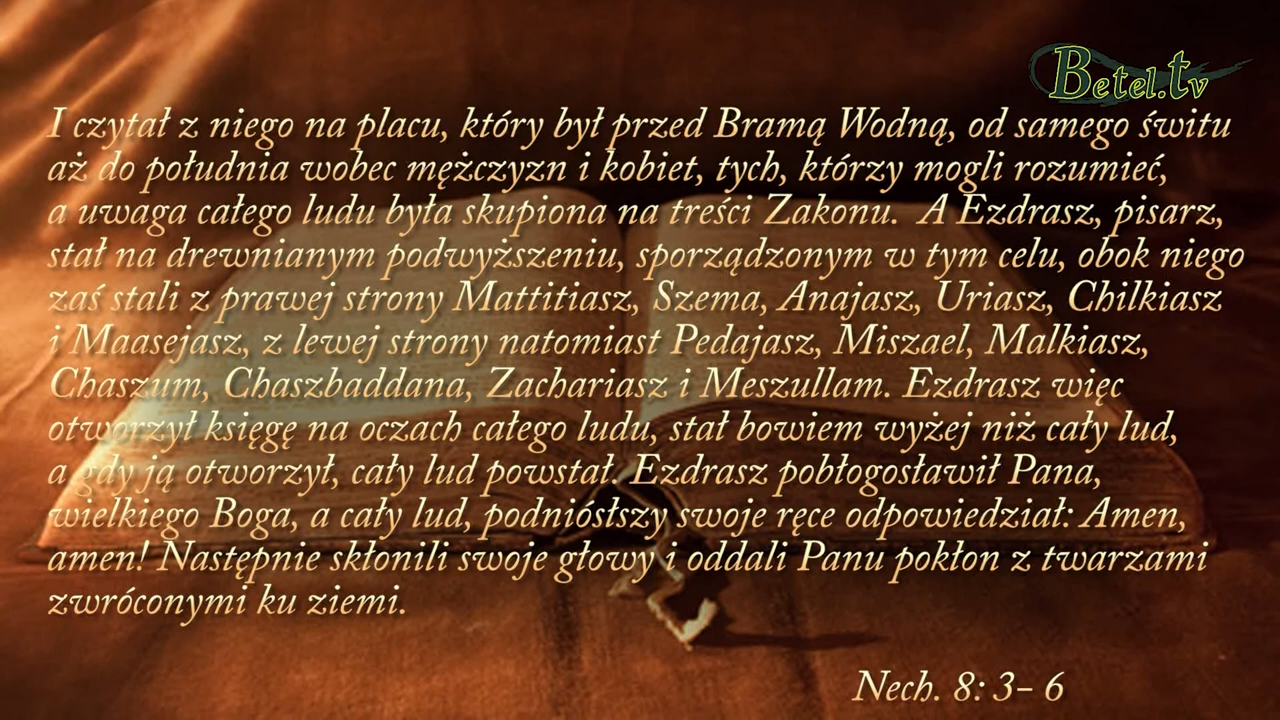 Betel.tv
I czytał z niego na placu, który był przed Bramą Wodną, od samego świtu
aż do południa wobec mężczyzn i kobiet, tych, którzy mogli rozumieć,
a uwaga całego ludu była skupiona na treści Zakonu. A Ezdrasz, pisarz,
stał na drewnianym podwyższeniu, sporządzonym w tym celu, obok niego
zaś stali z prawej strony Mattitiasz, Szema, Anajasz, Uriasz, Chilkiasz
i Maasejasz, z lewej strony natomiast Pedajasz, Miszael, Malkiasz,
Chaszum, Chaszbaddana, Zachariasz i Meszullam. Ezdrasz więc
otworzył księgę na oczach całego ludu, stał bowiem wyżej niż cały lud,
a gdy ją otworzył, cały lud powstał. Ezdrasz pobłogosławił Pana,
wielkiego Boga, a cały lud, podniósłszy swoje ręce odpowiedział: Amen,
amen! Następnie skłonili swoje głowy i oddali Panu pokłon z twarzami
zwróconymi ku ziemi.
Nech. 8: 3- 6